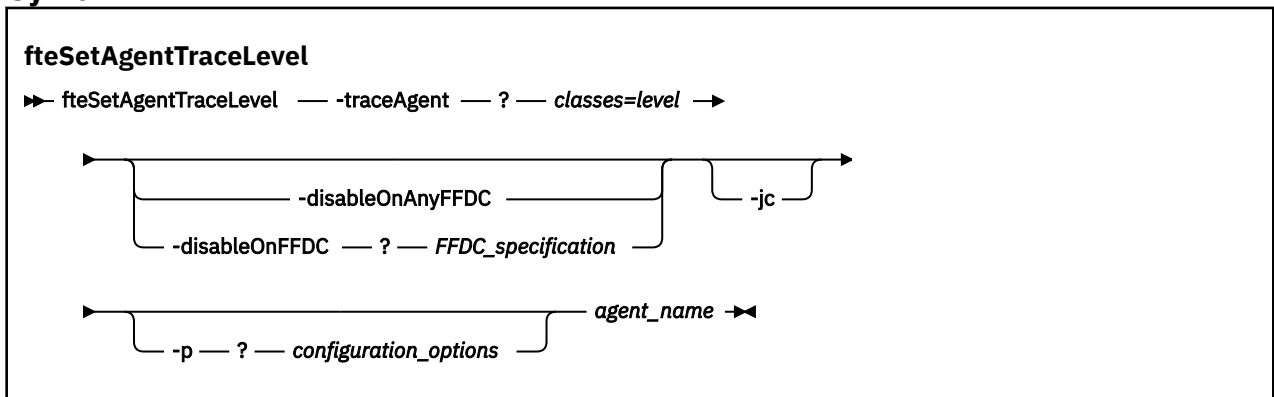 fteSetAgentTraceLevel
fteSetAgentTraceLevel -traceAgent ? classes=level
-disableOnAnyFFDC
-jc
-disableOnFFDC ? FFDC_specification
agent_name
-p ? configuration_options